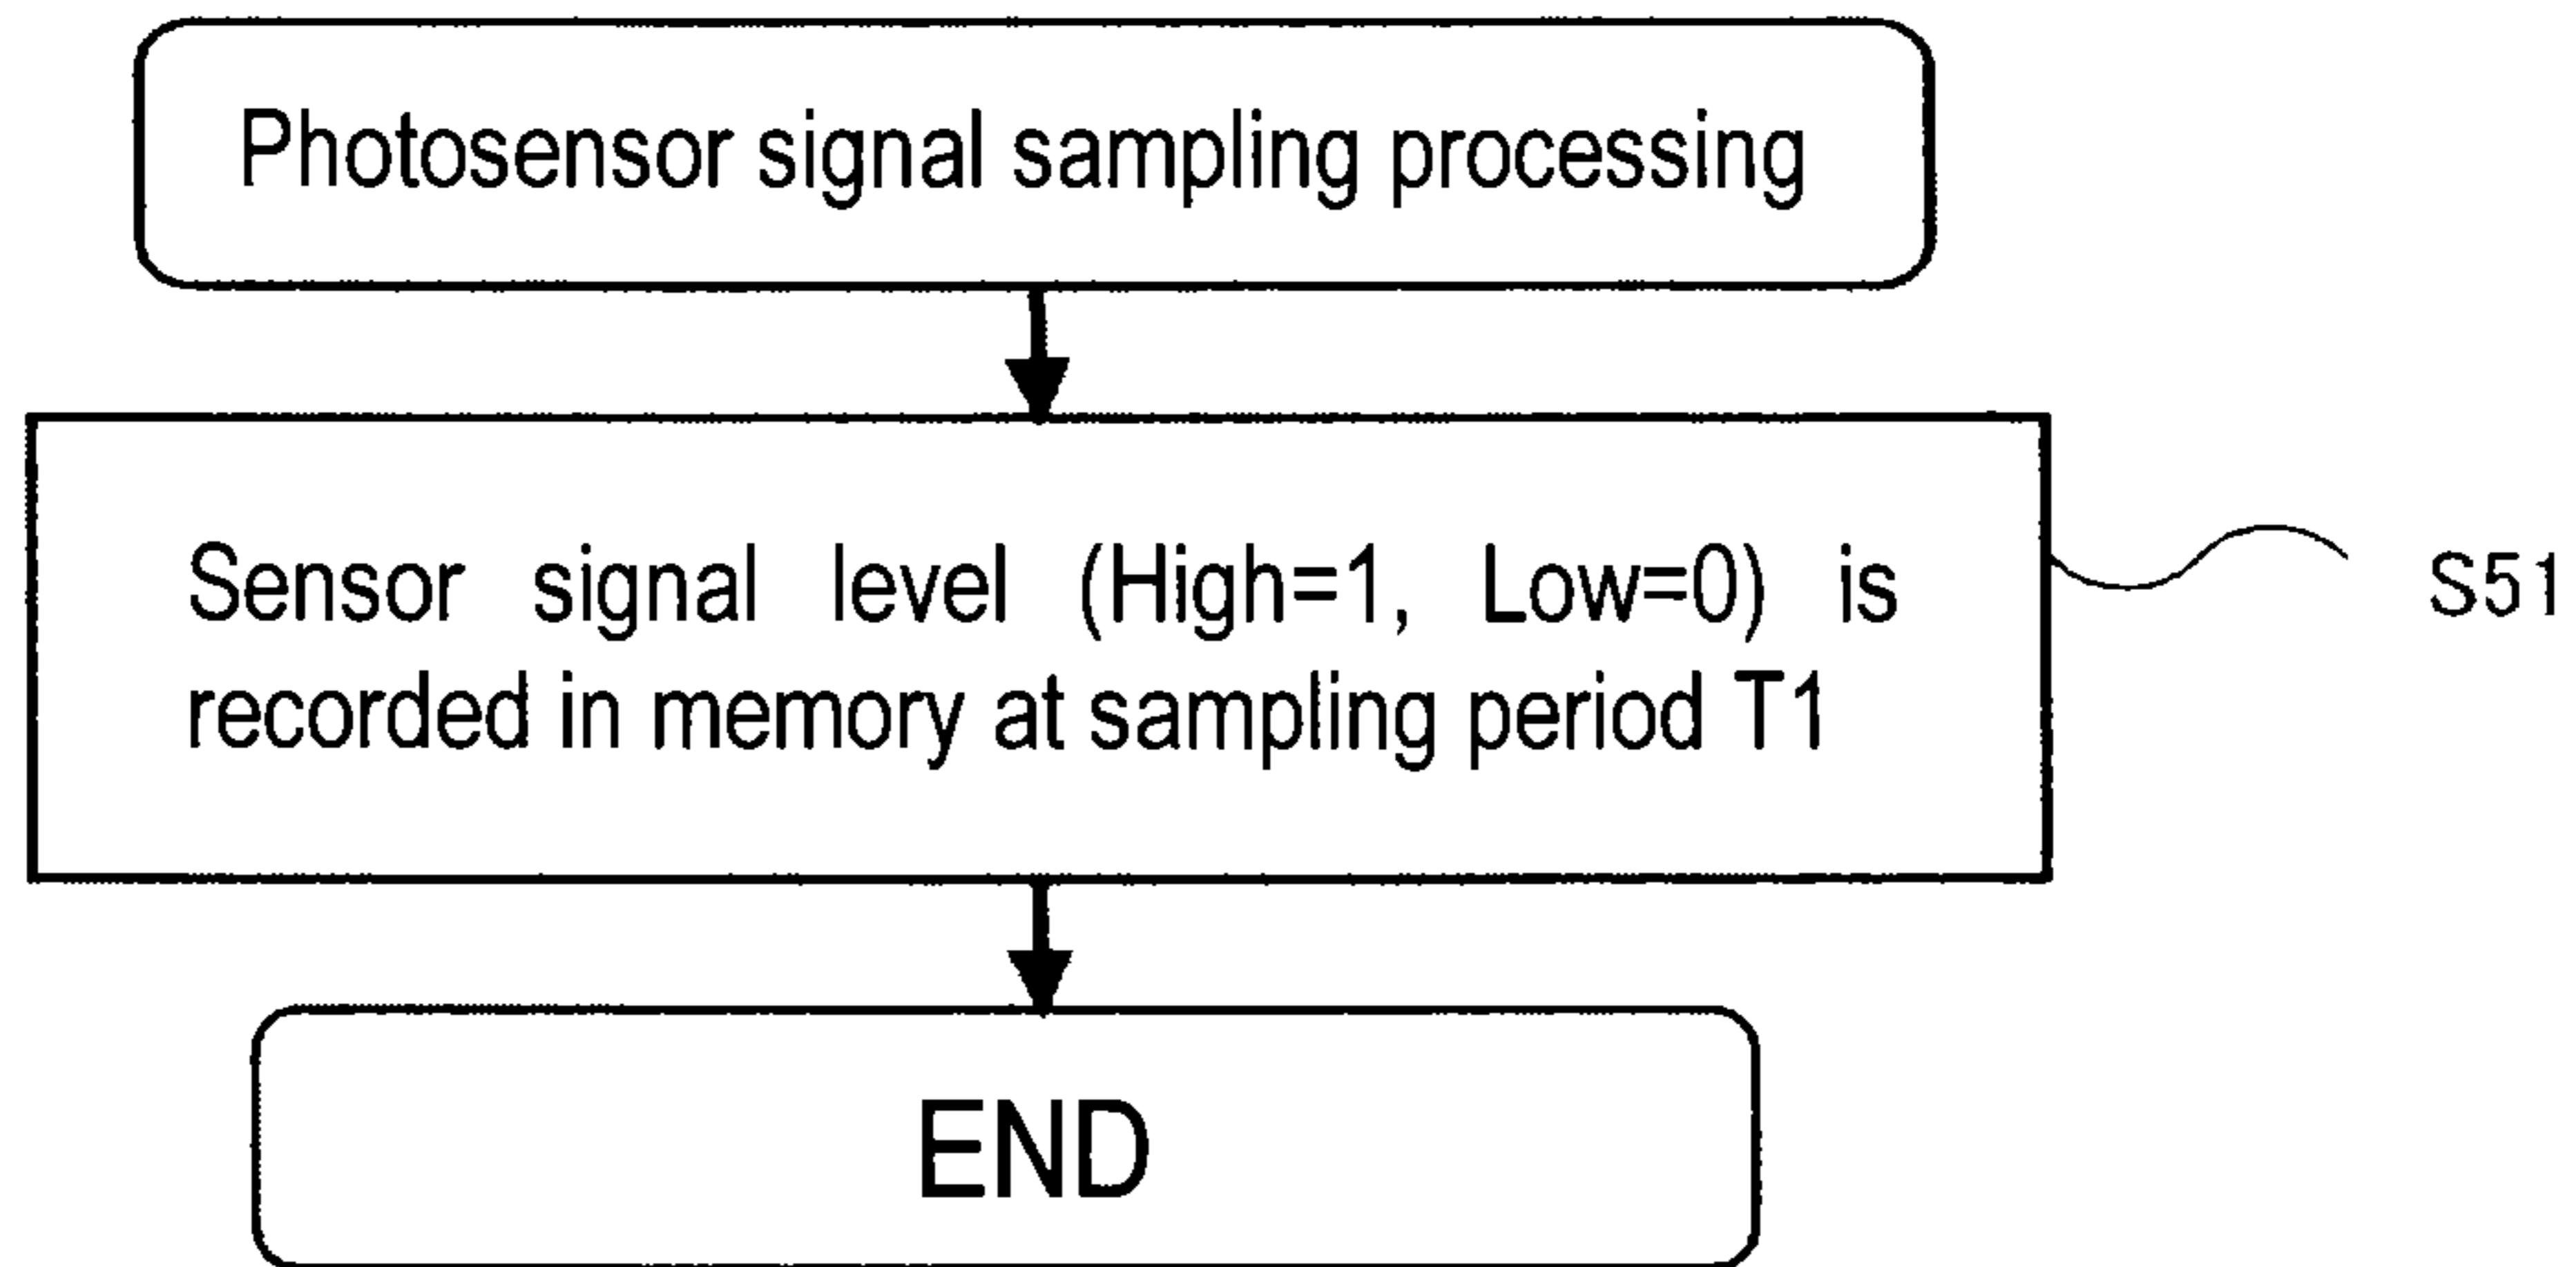 Photosensor signal sampling processing
Sensor signal level (High=1, Low=0) is
recorded in memory at sampling period T1
S51
END